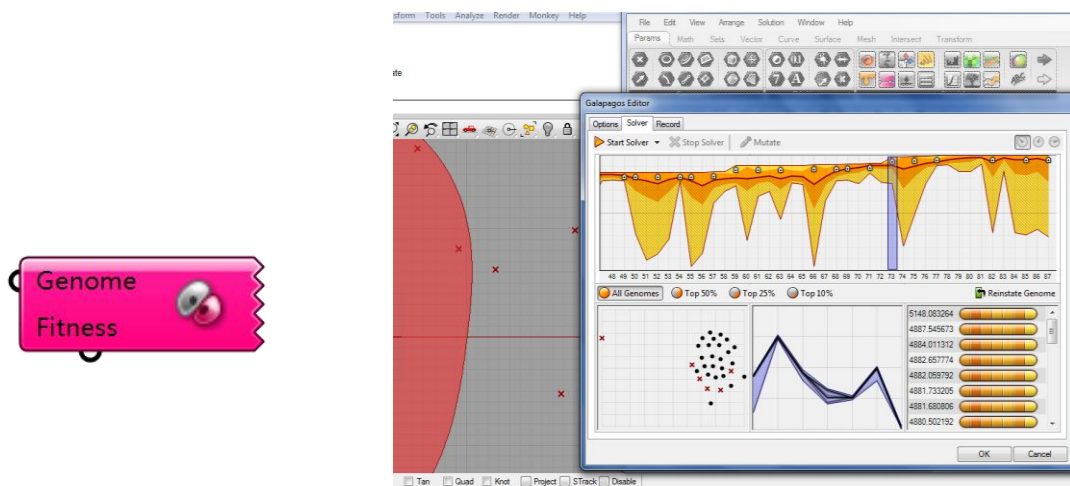 Genome
Fitness
sform Tools Analyze Render Monkey Help
ate
File Edit View Arrange Solution Window Help
Params Math Sets Vector Curve Surface Mesh Intersect Transform
Galapagos Editor
Options Solver Record
Start Solver Stop Solver Mutate
48 49 50 51 52 53 54 55 56 57 58 59 60 61 62 63 64 65 66 67 68 69 70 71 72 73 74 75 76 77 78 79 80 81 82 83 84 85 86 87
All Genomes Top 50% Top 25% Top 10% Reinstate Genome
5148.083264
4887.545673
4884.011312
4882.657774
4882.059792
4881.733205
4881.680806
4880.502192
OK Cancel
Tan Quad Knot Project STrack Disable